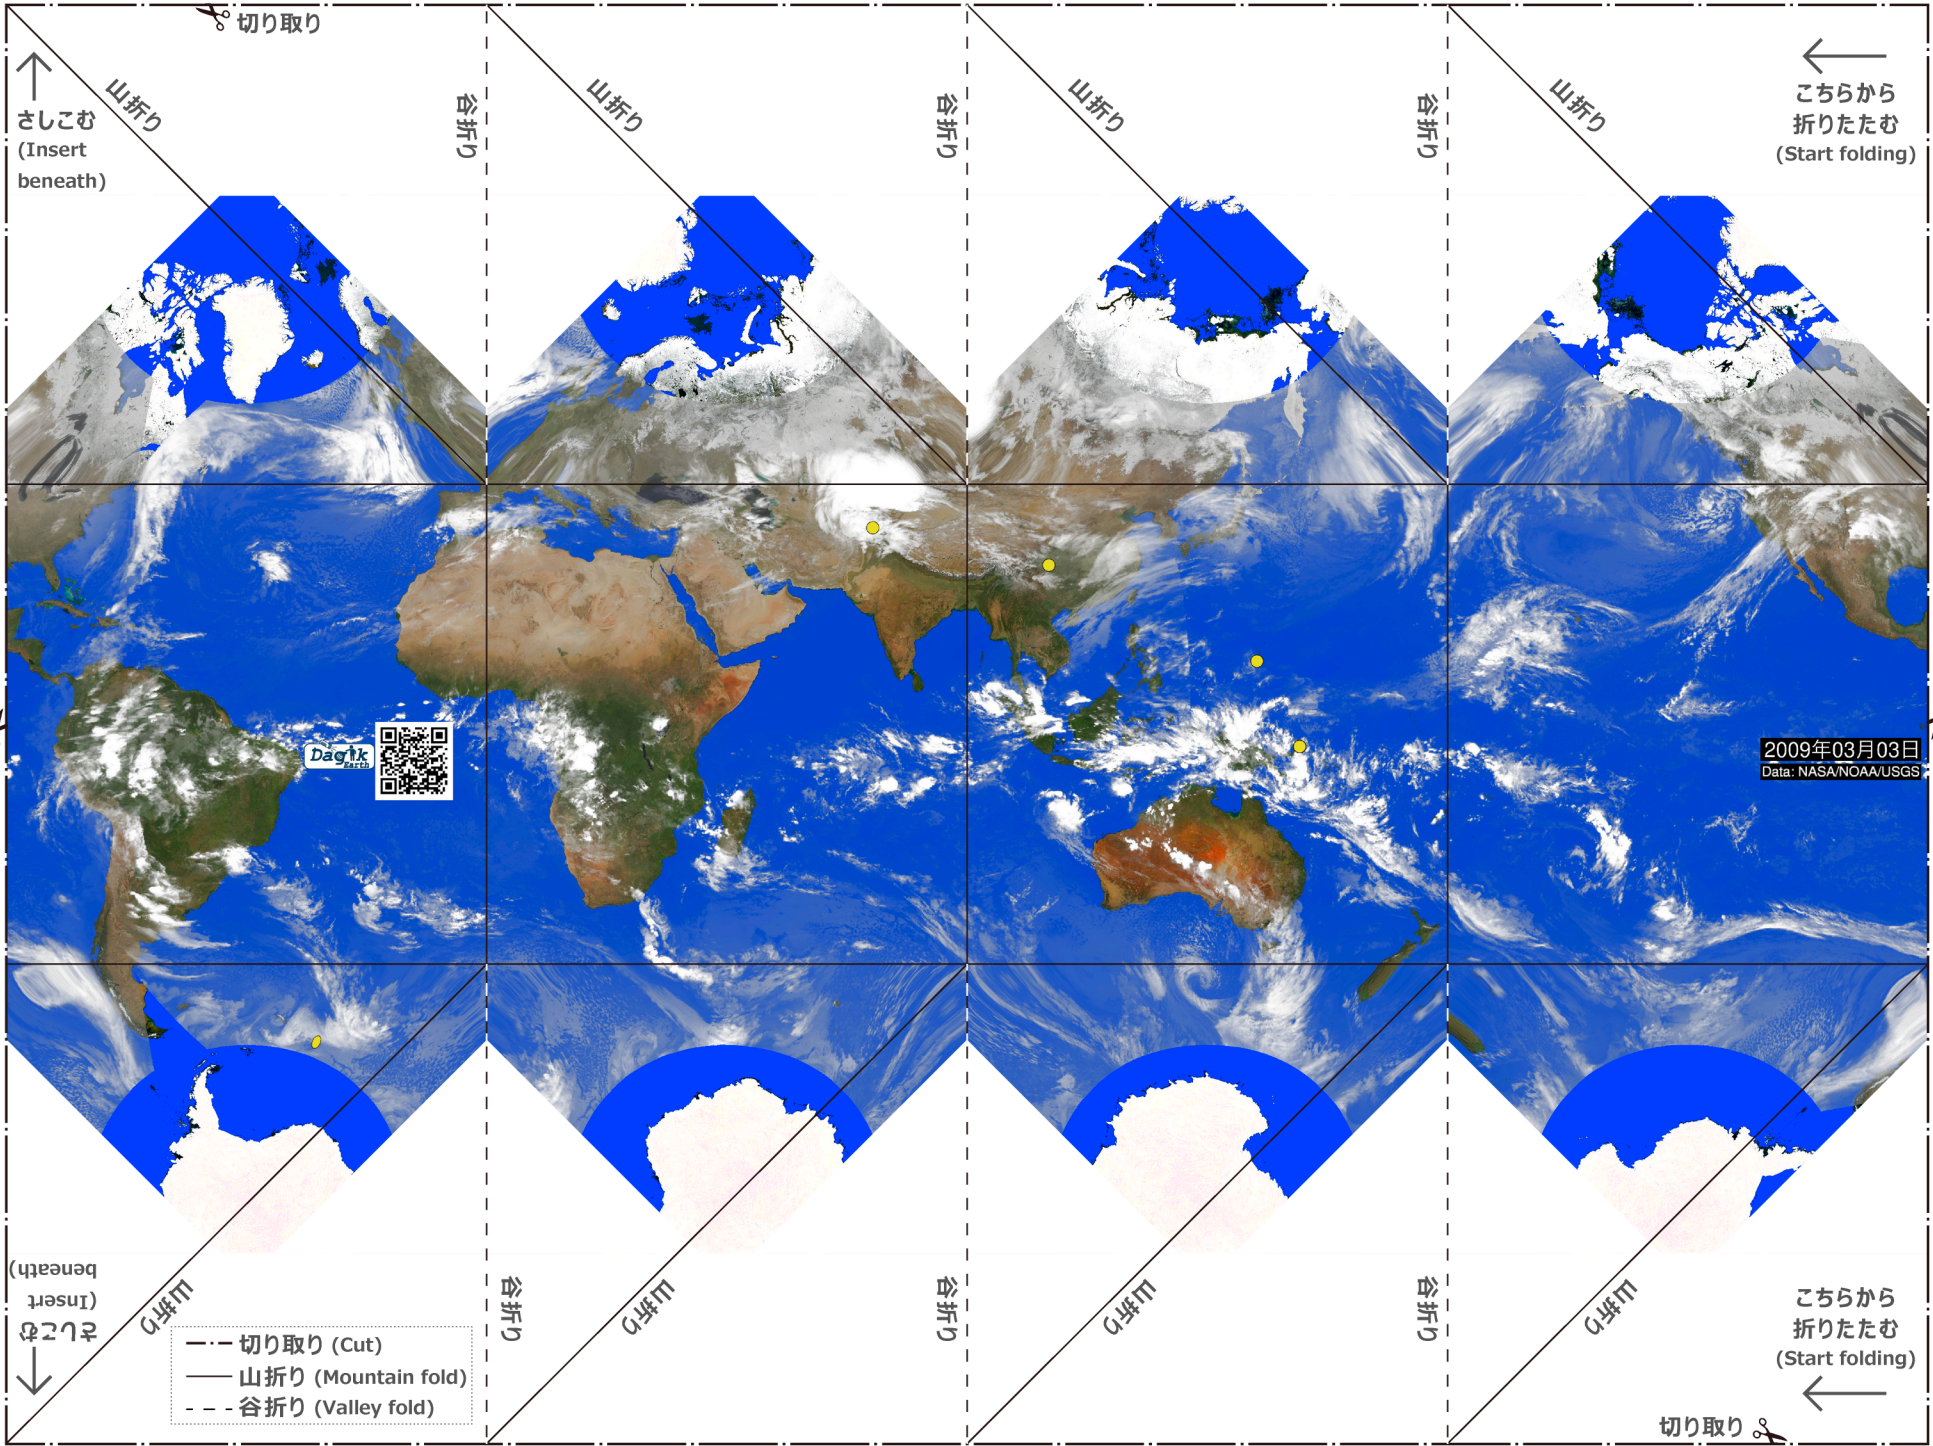 切り取り
山折り
谷折り
山折り
谷折り
山折り
谷折り
山折り
さしこむ
(Insert
beneath)
こちらから
折りたたむ
(Start folding)
Dagik
Earth
2009年03月03日
Data: NASA/NOAA/USGS
さしこむ
(Insert
beneath)
山折り
谷折り
山折り
谷折り
山折り
谷折り
山折り
こちらから
折りたたむ
(Start folding)
切り取り (Cut)
山折り (Mountain fold)
谷折り (Valley fold)
切り取り